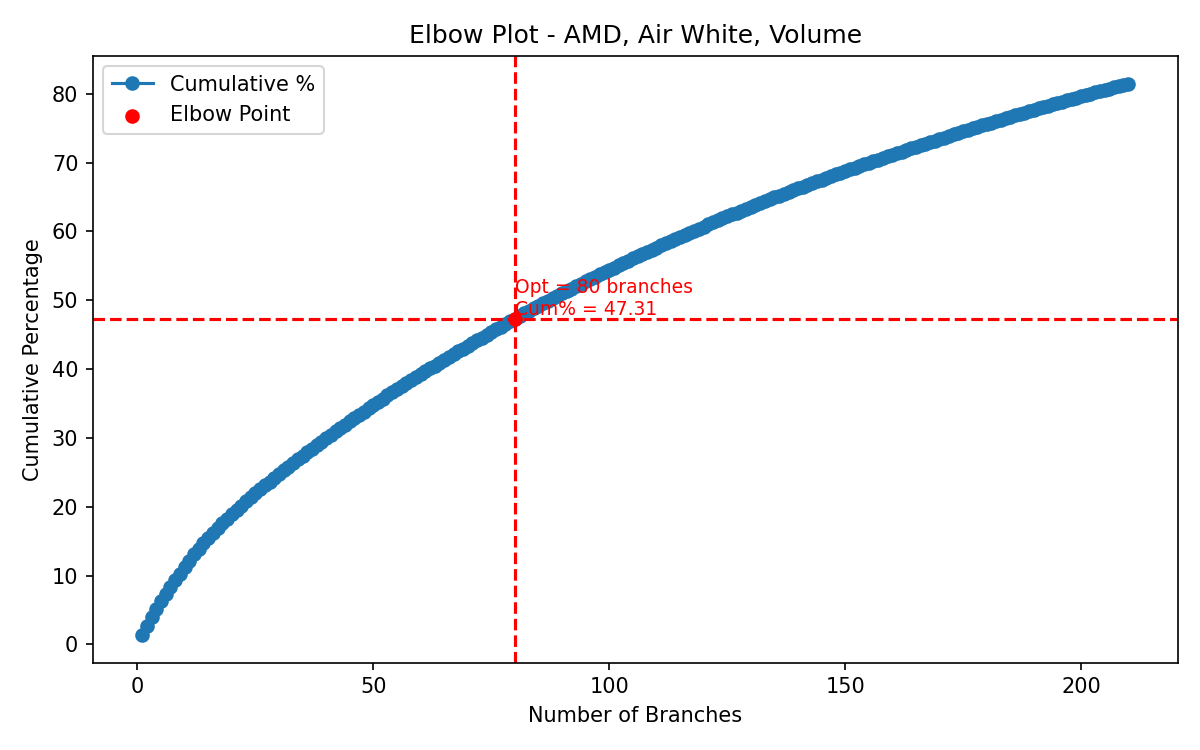 Elbow Plot - AMD, Air White, Volume
Cumulative %
Elbow Point
Opt = 80 branches
Cum% = 47.31
Cumulative Percentage
80
70
60
50
40
30
20
10
0
0 50 100 150 200
Number of Branches